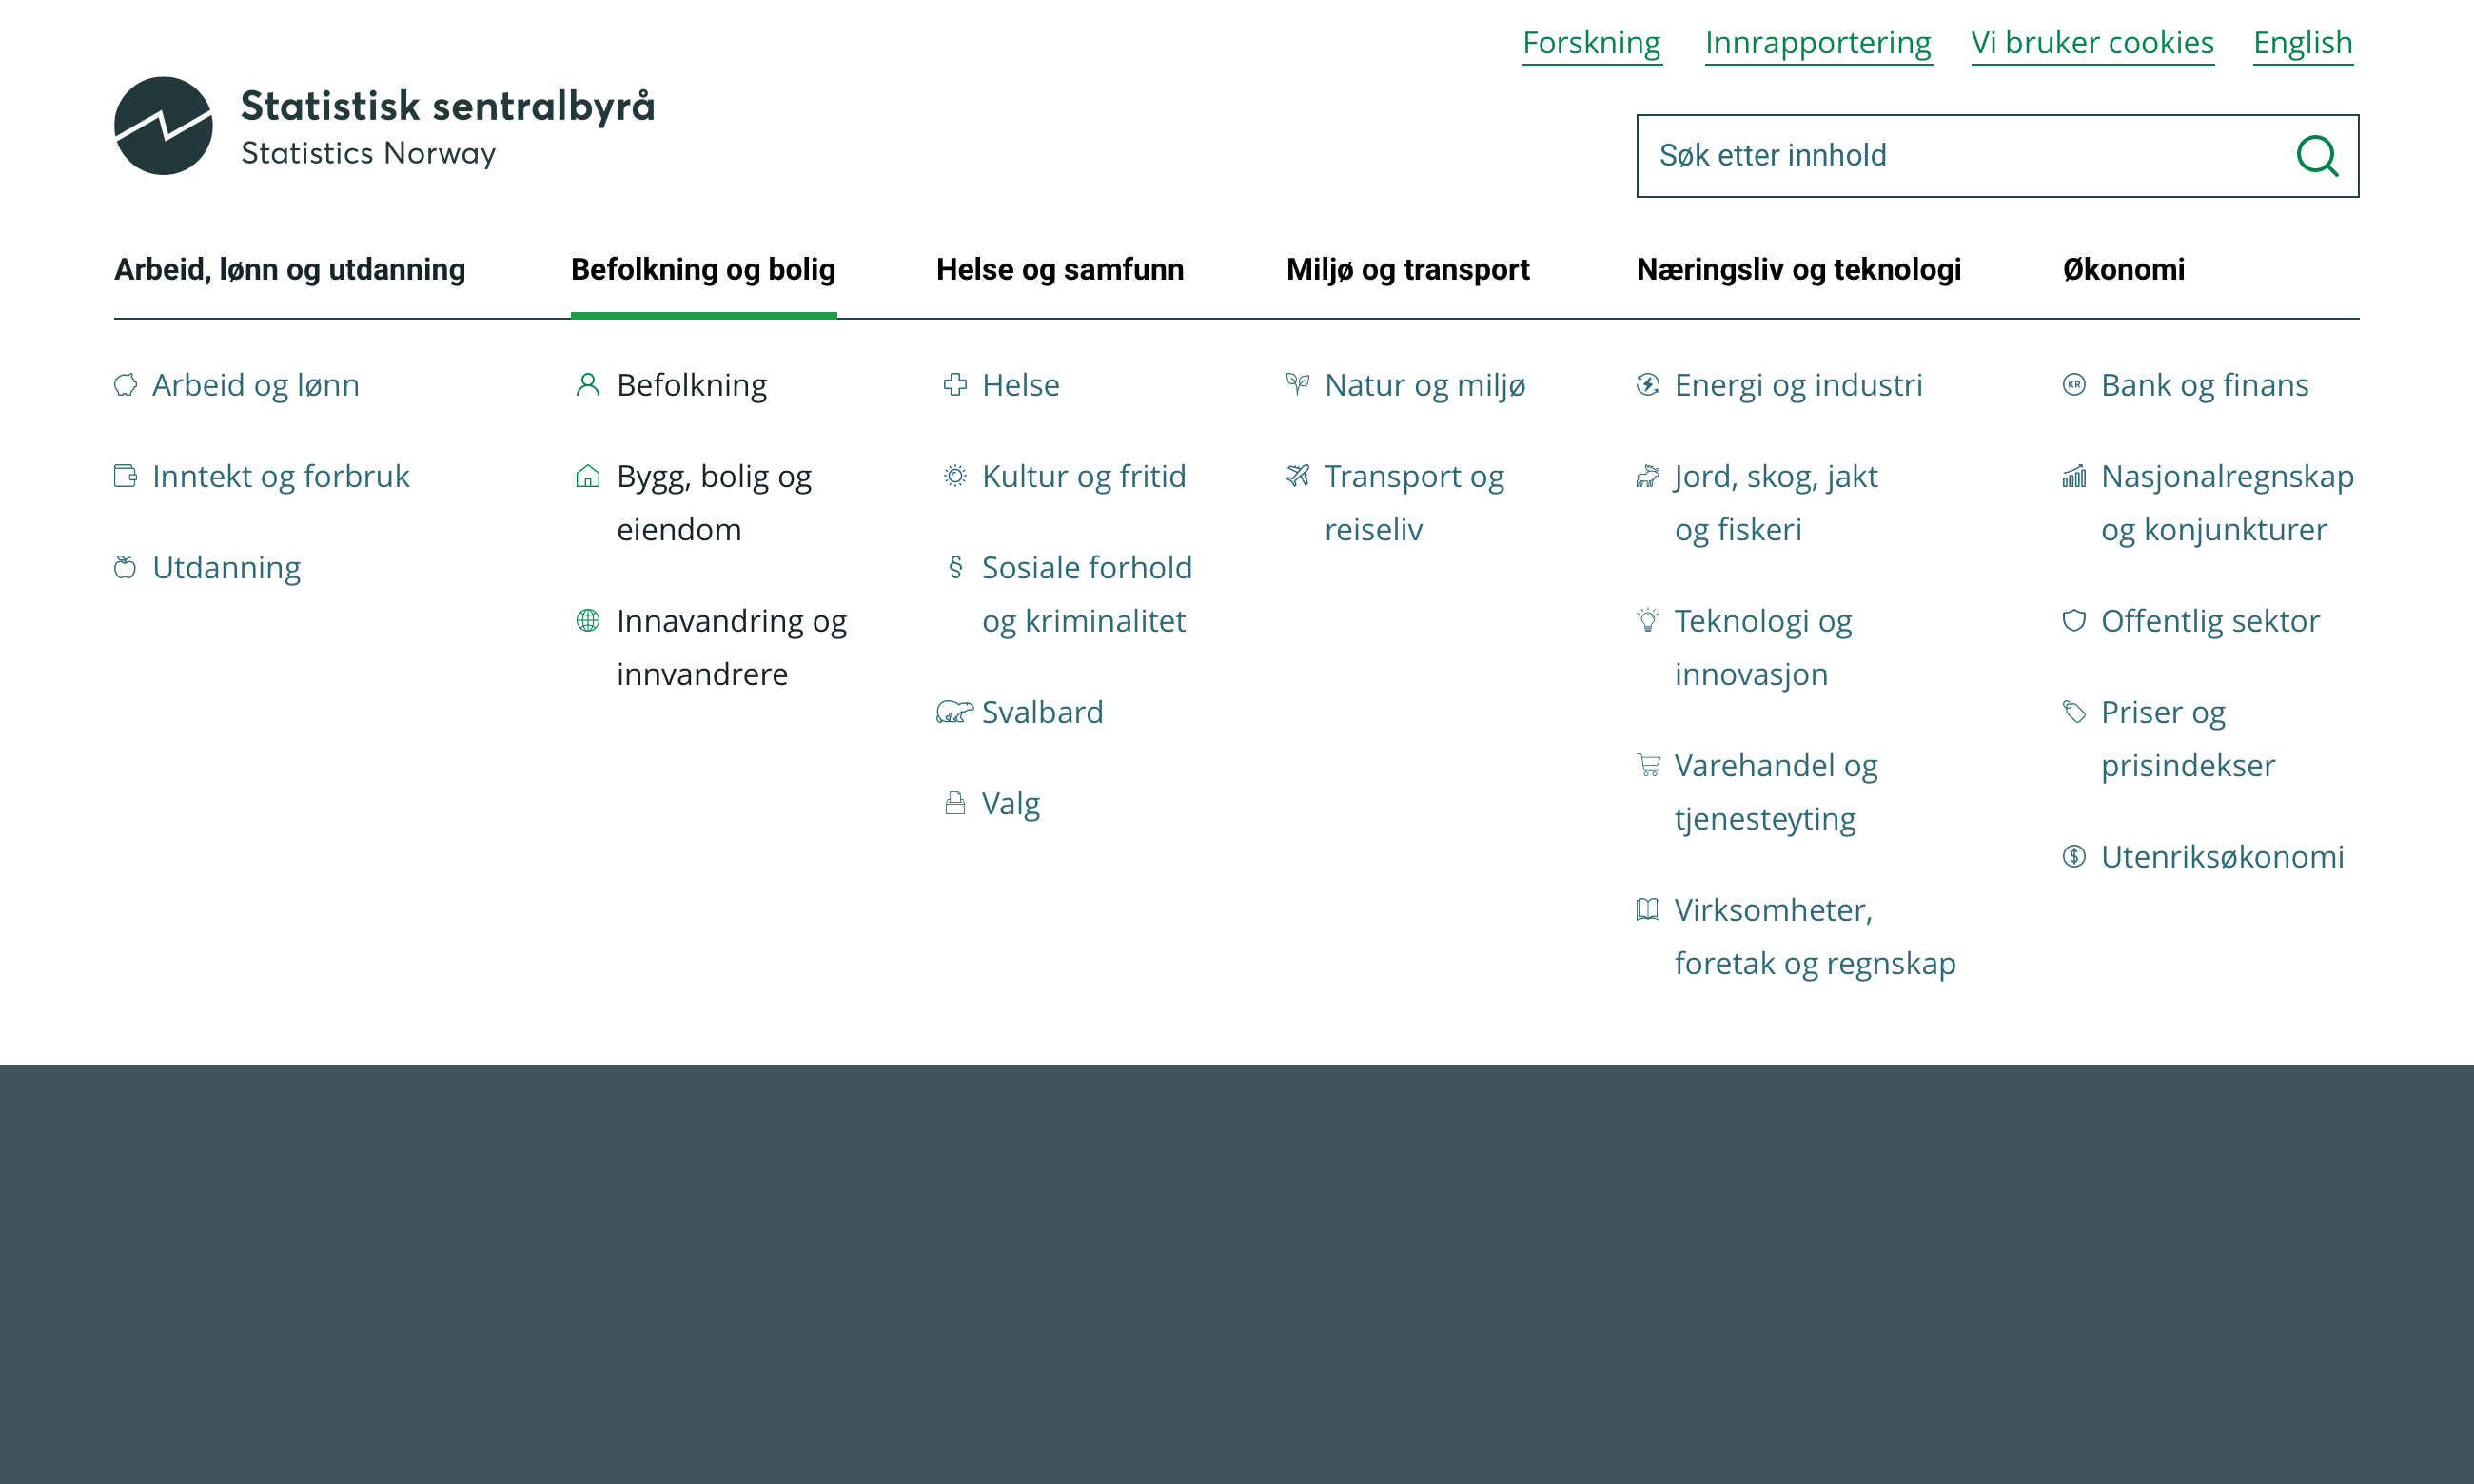 Forskning Innrapportering Vi bruker cookies English
Statistisk sentralbyrå
Statistics Norway
Søk etter innhold
Arbeid, lønn og utdanning
Arbeid og lønn
Inntekt og forbruk
Utdanning
Befolkning og bolig
Befolkning
Bygg, bolig og
eiendom
Innavandring og
innvandrere
Helse og samfunn
Helse
Kultur og fritid
§ Sosiale forhold
og kriminalitet
Svalbard
Valg
Miljø og transport
Natur og miljø
Transport og
reiseliv
Næringsliv og teknologi
Energi og industri
Jord, skog, jakt
og fiskeri
Teknologi og
innovasjon
Varehandel og
tjenesteyting
Virksomheter,
foretak og regnskap
Økonomi
KR Bank og finans
Nasjonalregnskap
og konjunkturer
Offentlig sektor
Priser og
prisindekser
$ Utenriksøkonomi